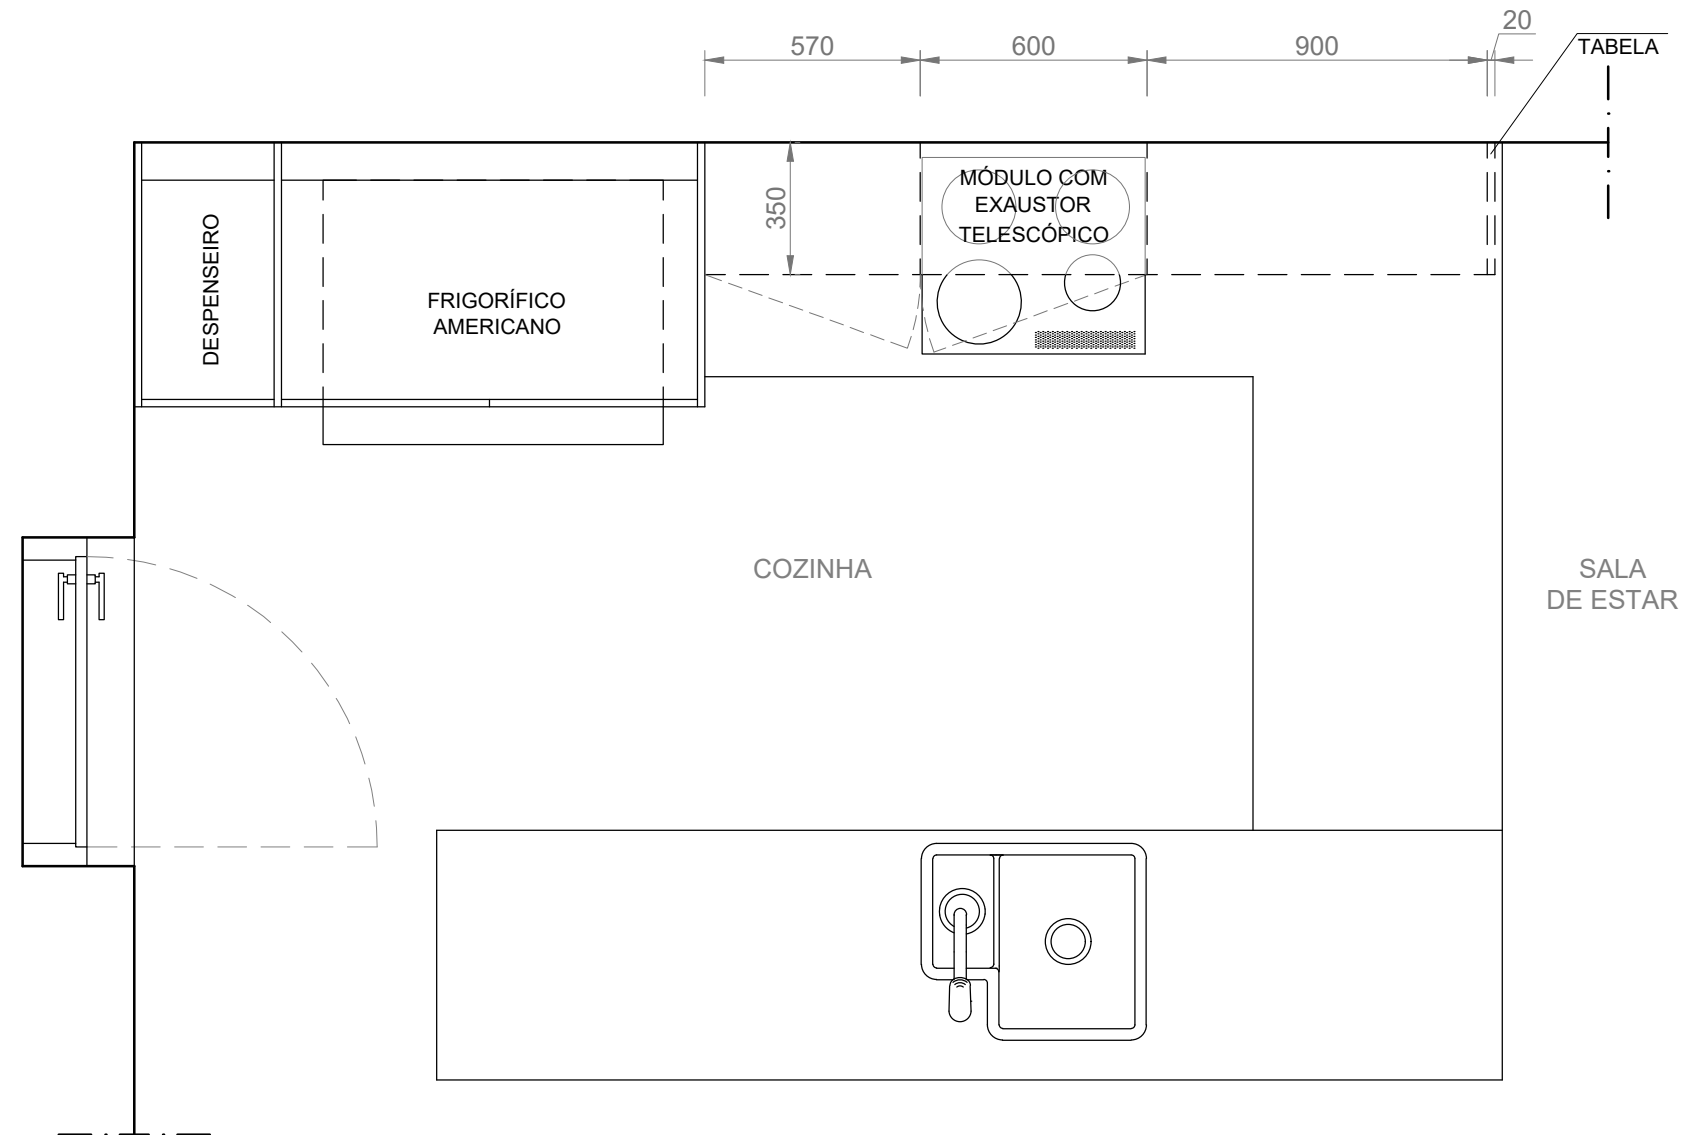 20
570
600
900
TABELA
350
MÓDULO COM
EXAUSTOR
TELESCÓPICO
DESPENSEIRO
FRIGORÍFICO
AMERICANO
COZINHA
SALA
DE ESTAR